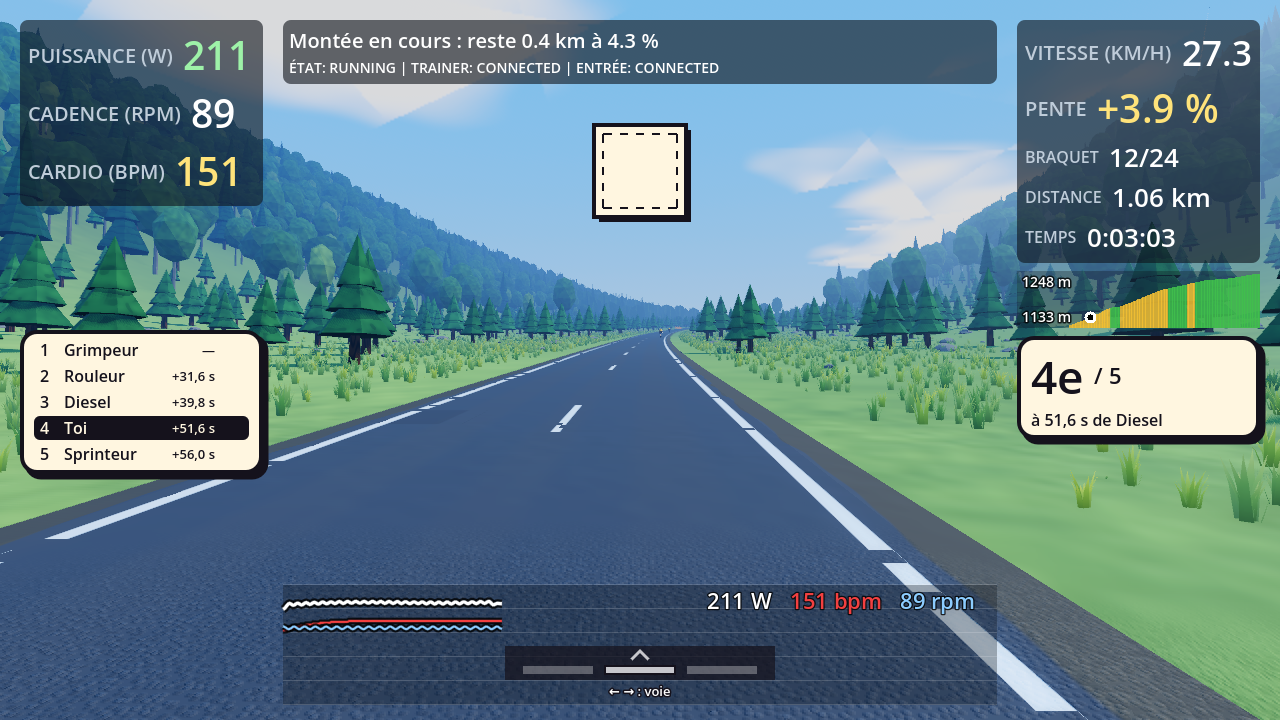 PUISSANCE (W) 211
CADENCE (RPM) 89
CARDIO (BPM) 151
Montée en cours : reste 0.4 km à 4.3 %
ÉTAT: RUNNING | TRAINER: CONNECTED | ENTRÉE: CONNECTED
VITESSE (KM/H) 27.3
PENTE +3.9 %
BRAQUET 12/24
DISTANCE 1.06 km
TEMPS 0:03:03
1248 m
1133 m
1 Grimpeur —
2 Rouleur +31,6 s
3 Diesel +39,8 s
4 Toi +51,6 s
5 Sprinteur +56,0 s
4e / 5
à 51,6 s de Diesel
211 W 151 bpm 89 rpm
← → : voie